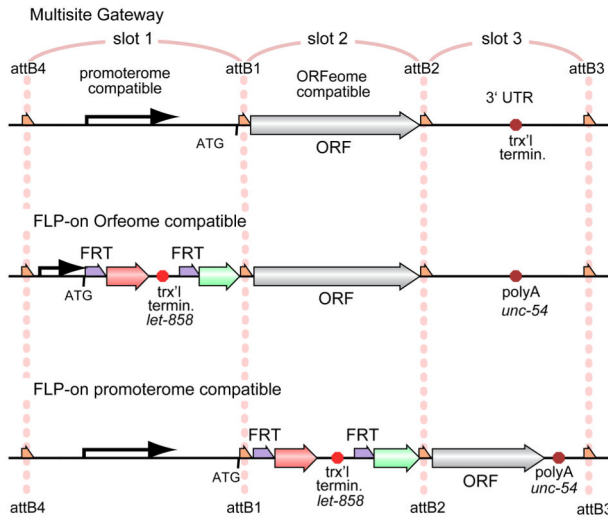 Multisite Gateway
slot 1 slot 2 slot 3
attB4 attB1 attB2 attB3
promoterome
compatible
ORFeome
compatible
3' UTR
ATG
ORF
trx'l
termin.
FLP-on Orfeome compatible
FRT FRT
ATG
trx'l
termin.
let-858
ORF
polyA
unc-54
FLP-on promoterome compatible
FRT FRT
ATG
trx'l
termin.
let-858
ORF
polyA
unc-54
attB4 attB1 attB2 attB3